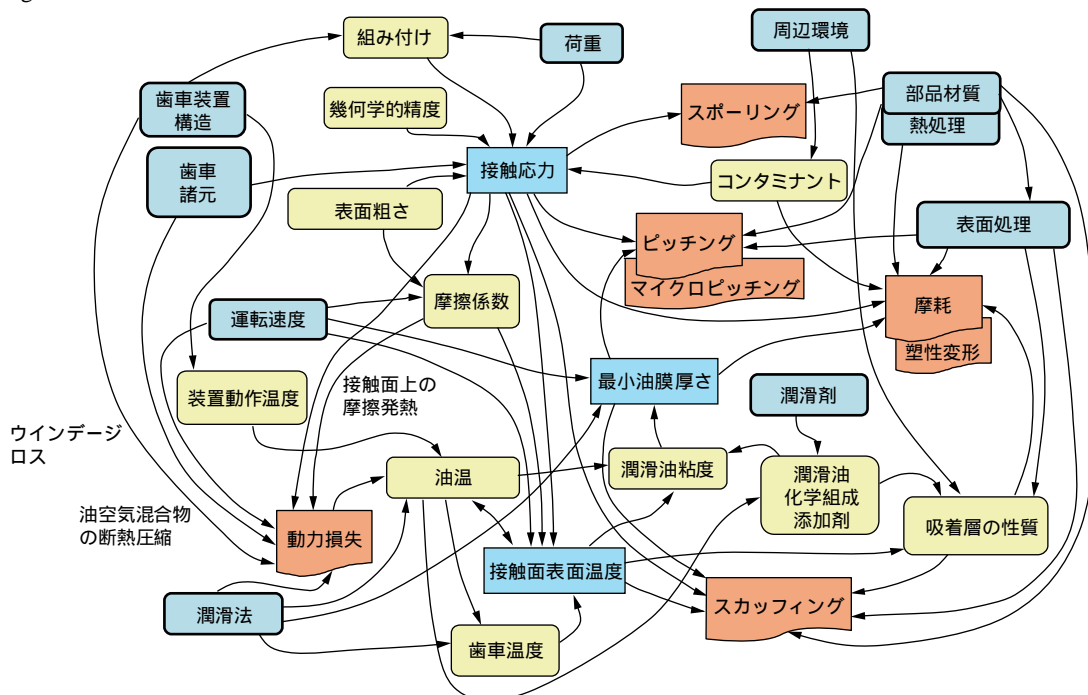 組み付け
荷重
周辺環境
歯車装置
構造
幾何学的精度
スポーリング
部品材質
熱処理
歯車
諸元
接触応力
コンタミナント
表面粗さ
ピッチング
マイクロピッチング
表面処理
運転速度
摩擦係数
摩耗
塑性変形
装置動作温度
接触面上の
摩擦発熱
最小油膜厚さ
潤滑剤
ウインデージ
ロス
油温
潤滑油粘度
潤滑油
化学組成
添加剤
油空気混合物
の断熱圧縮
動力損失
接触面表面温度
吸着層の性質
潤滑法
歯車温度
スカッフィング